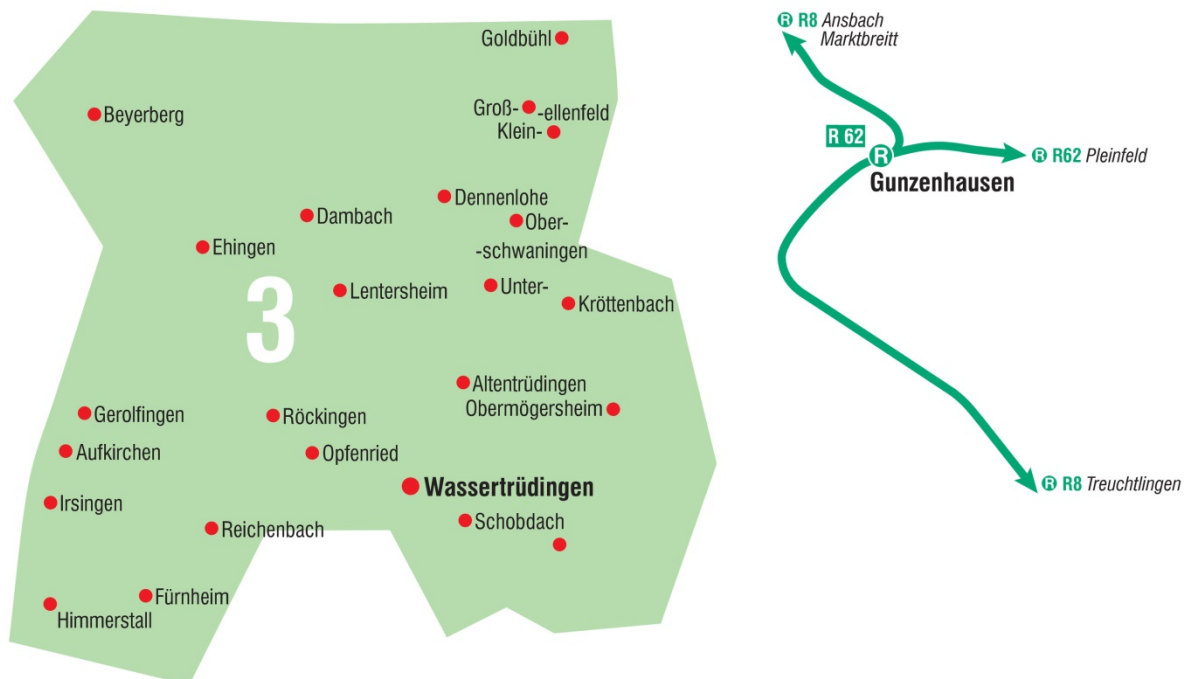 Goldbühl
Beyerberg
Groß- -ellenfeld
Klein-
Dennenlohe
Dambach
Ober-
-schwaningen
Ehingen
Unter-
Lentersheim
Kröttenbach
3
Altentrüdingen
Obermögersheim
Gerolfingen
Röckingen
Aufkirchen
Opfenried
Wassertrüdingen
Irsingen
Schobdach
Reichenbach
Fürnheim
Himmerstall
R R8 Ansbach
Marktbreitt
R 62
R
R R62 Pleinfeld
Gunzenhausen
R R8 Treuchtlingen